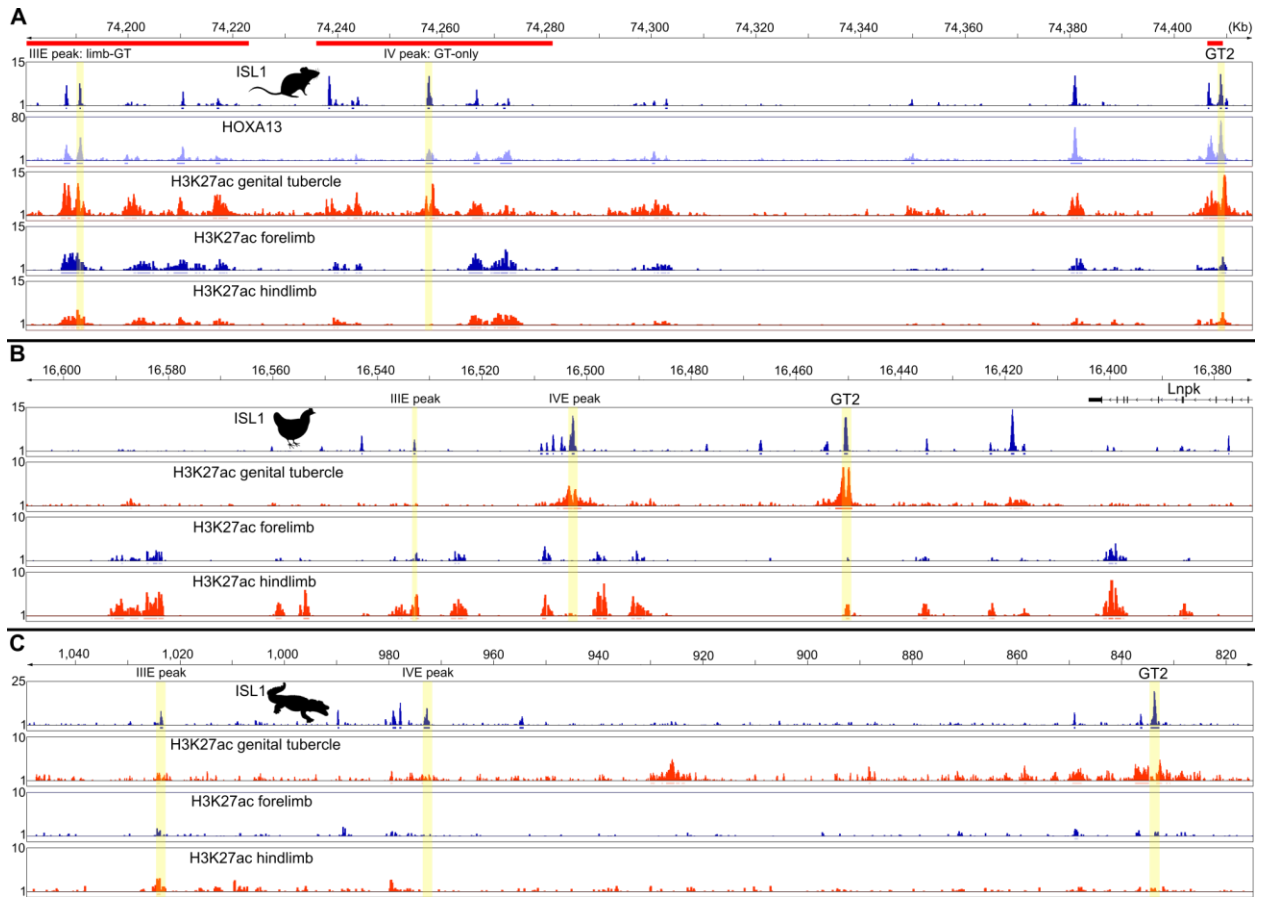 A
74,200 74,220 74,240 74,260 74,280 74,300 74,320 74,340 74,360 74,380 74,400 (Kb)
IIIE peak: limb-GT IV peak: GT-only GT2
15
ISL1
1
80
HOXA13
1
15
H3K27ac genital tubercle
1
15
H3K27ac forelimb
1
15
H3K27ac hindlimb
1
B
16,600 16,580 16,560 16,540 16,520 16,500 16,480 16,460 16,440 16,420 16,400 16,380
IIIE peak IVE peak GT2 Lnpk
15
ISL1
1
10
H3K27ac genital tubercle
1
10
H3K27ac forelimb
1
10
H3K27ac hindlimb
1
C
1,040 1,020 1,000 980 960 940 920 900 880 860 840 820
IIIE peak IVE peak GT2
25
ISL1
1
10
H3K27ac genital tubercle
1
10
H3K27ac forelimb
1
10
H3K27ac hindlimb
1